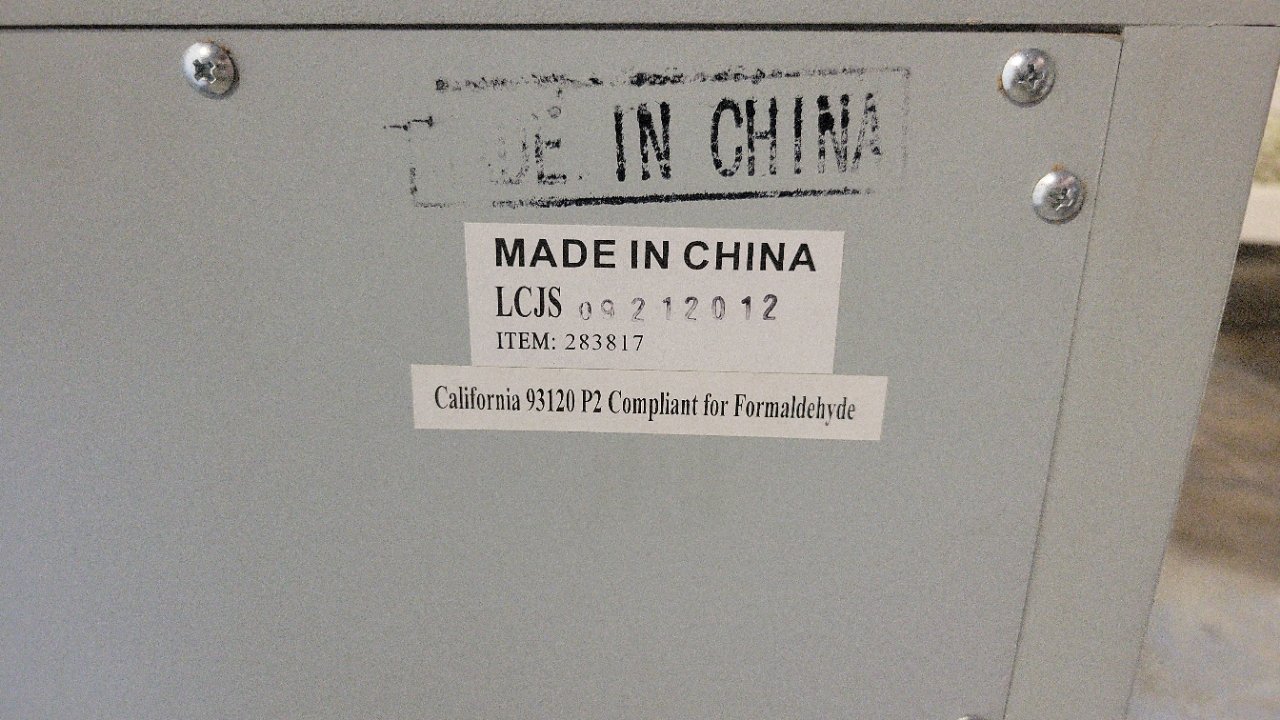 IN CHINA
MADE IN CHINA
LCJS 09212012
ITEM: 283817
California 93120 P2 Compliant for Formaldehyde